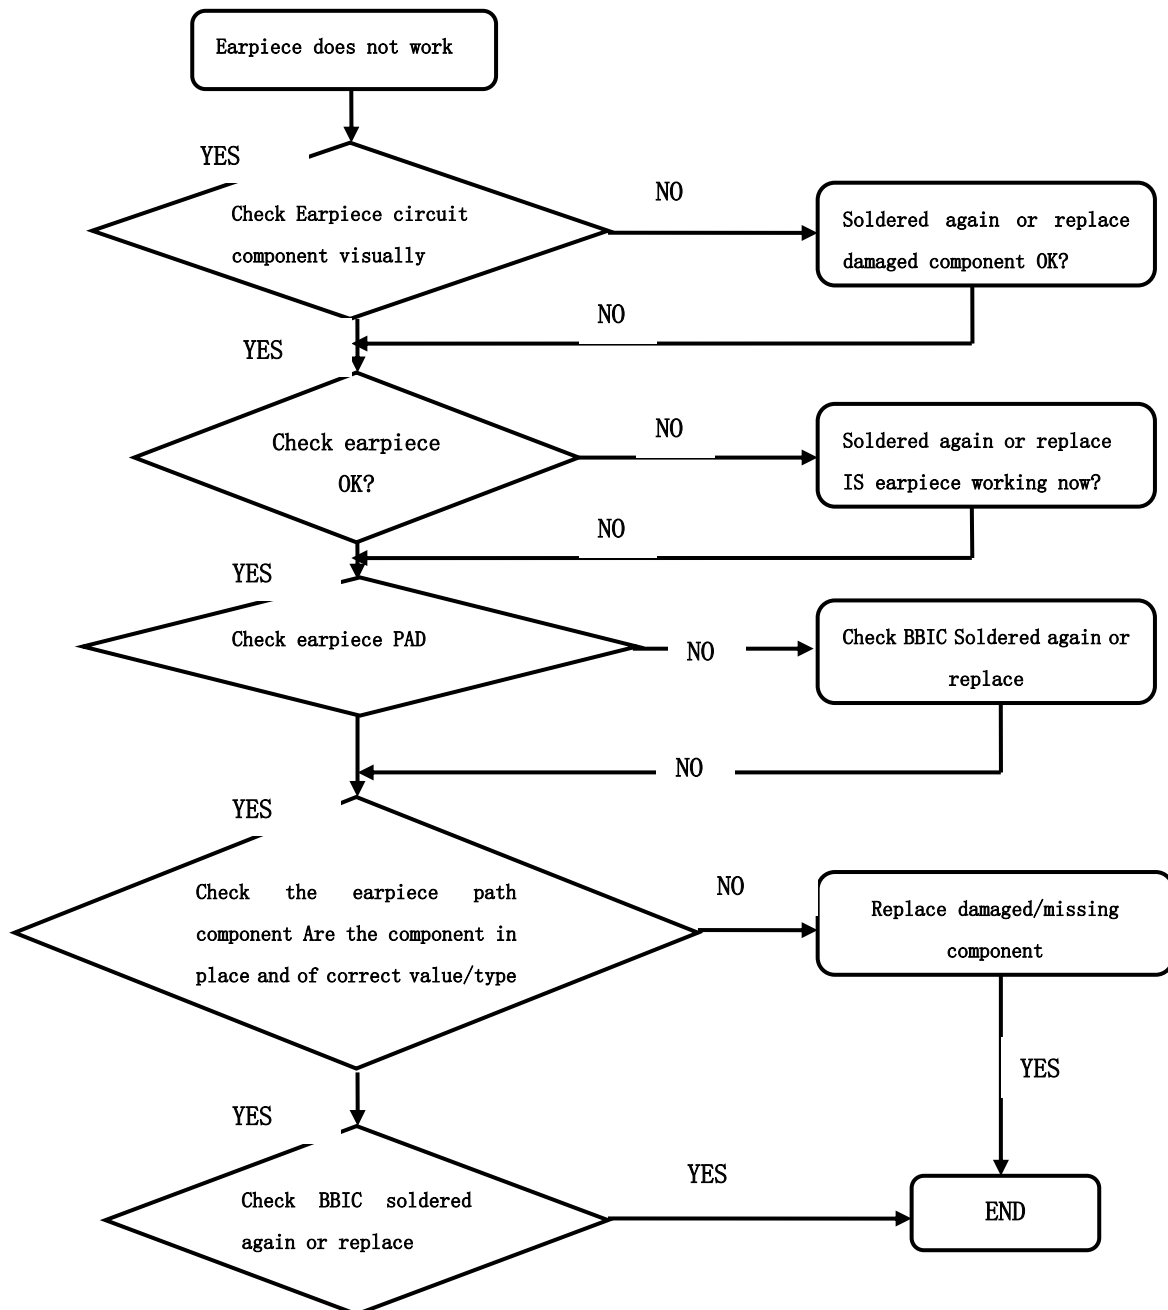 Earpiece does not work
YES
Check Earpiece circuit
component visually
NO
Soldered again or replace
damaged component OK?
NO
YES
Check earpiece
OK?
NO
Soldered again or replace
IS earpiece working now?
NO
YES
Check earpiece PAD
NO
Check BBIC Soldered again or
replace
NO
YES
Check the earpiece path
component Are the component in
place and of correct value/type
NO
Replace damaged/missing
component
YES
YES
Check BBIC soldered
again or replace
YES
END